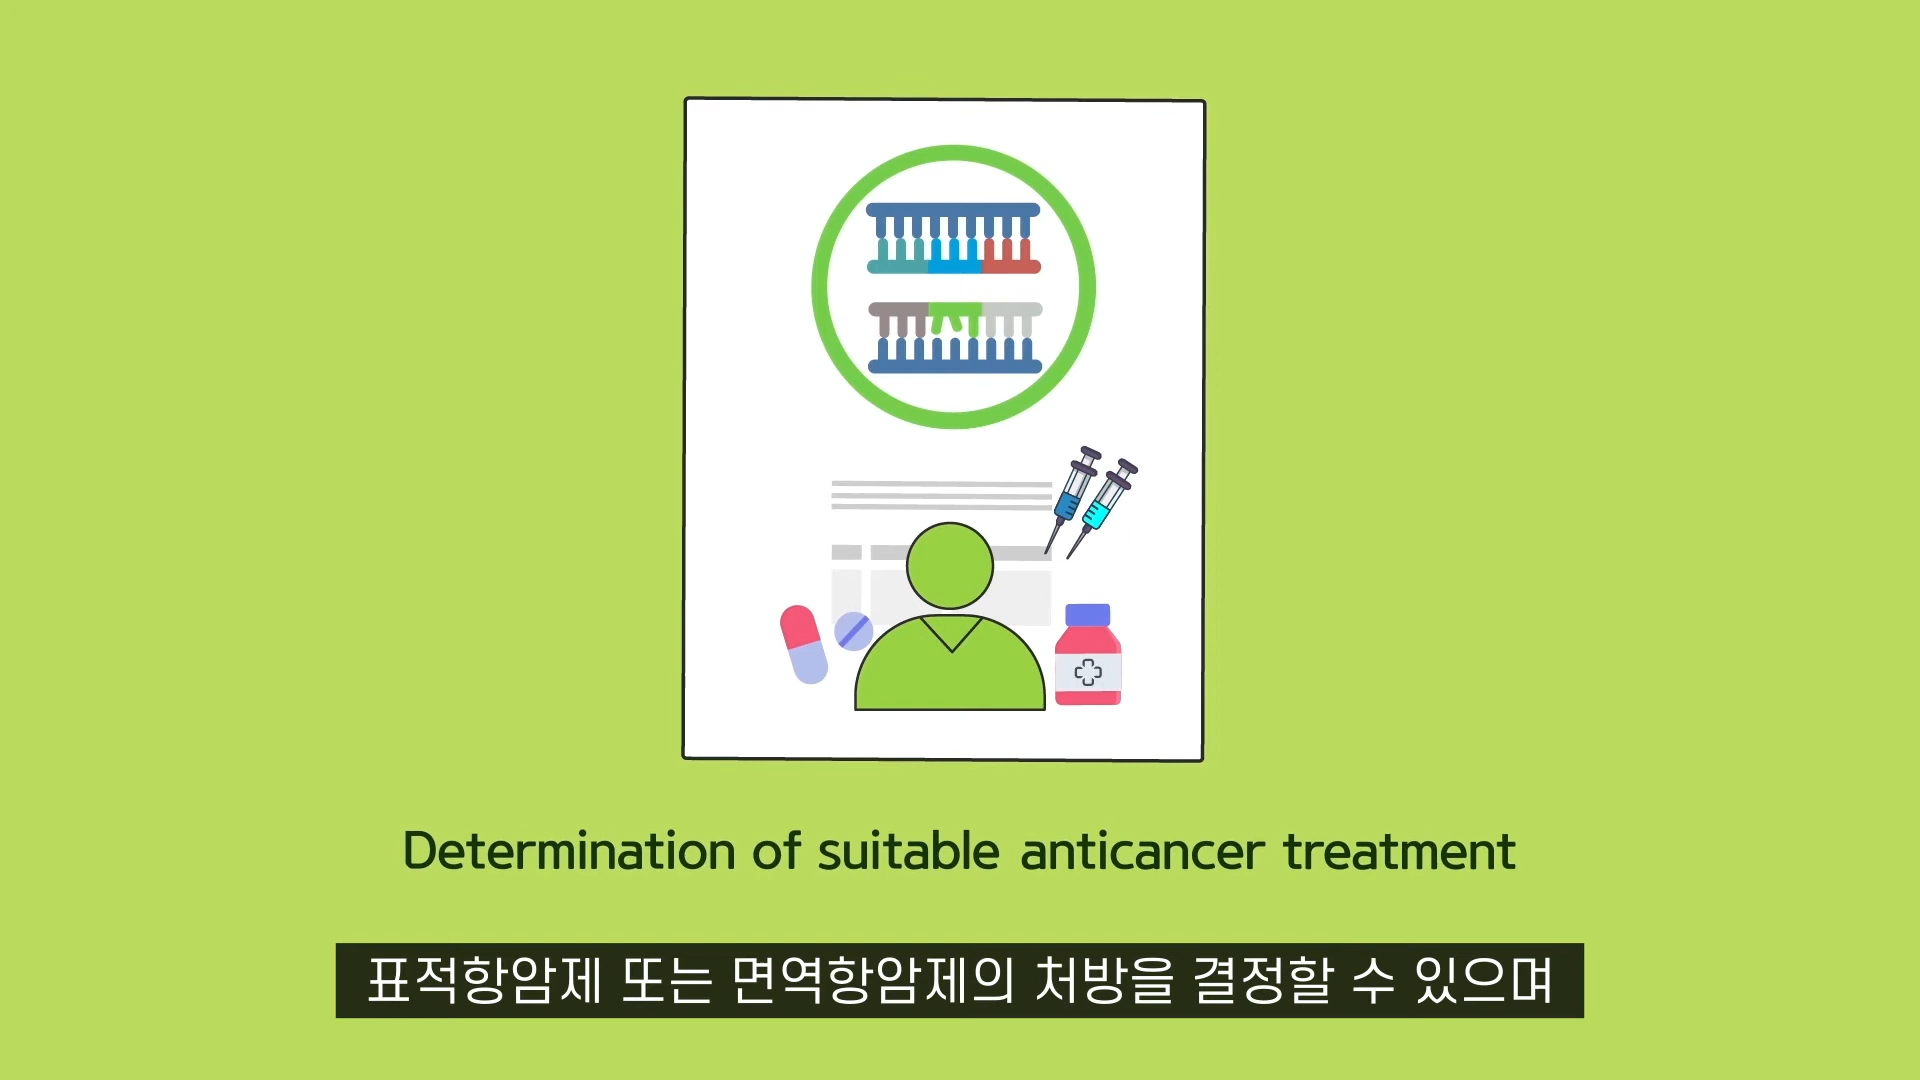 Determination of suitable anticancer treatment
표적항암제 또는 면역항암제의 처방을 결정할 수 있으며